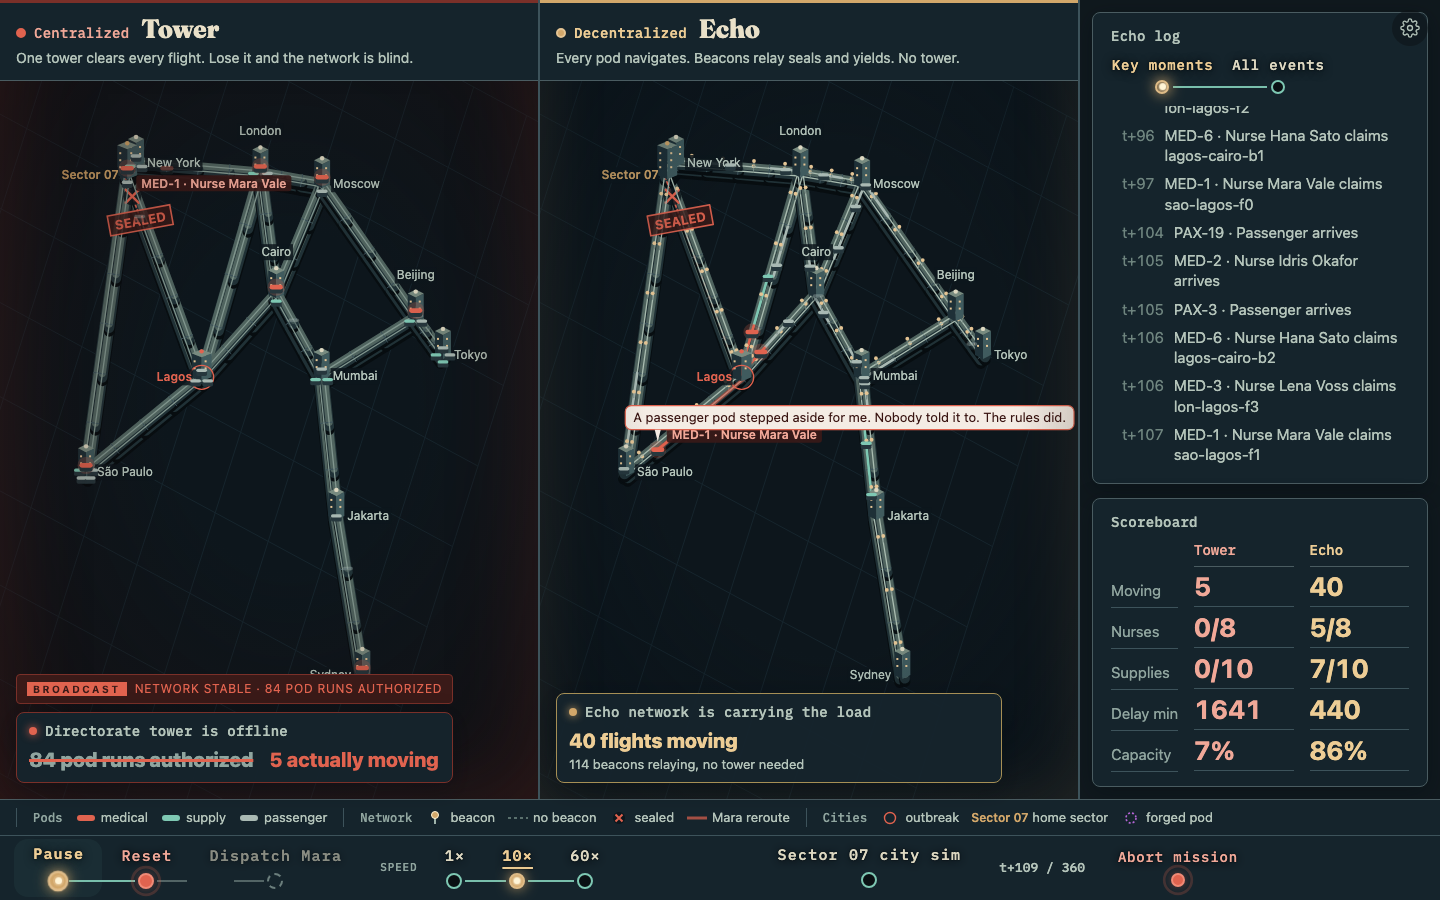 Centralized Tower
One tower clears every flight. Lose it and the network is blind.
London
New York
Sector 07
MED-1 · Nurse Mara Vale
Moscow
SEALED
Cairo
Beijing
Tokyo
Lagos
Mumbai
São Paulo
Jakarta
BROADCAST NETWORK STABLE · 84 POD RUNS AUTHORIZED
Directorate tower is offline
84 pod runs authorized 5 actually moving
Decentralized Echo
Every pod navigates. Beacons relay seals and yields. No tower.
London
New York
Sector 07
Moscow
SEALED
Cairo
Beijing
Tokyo
Lagos
Mumbai
A passenger pod stepped aside for me. Nobody told it to. The rules did.
MED-1 · Nurse Mara Vale
São Paulo
Jakarta
Sydney
Echo network is carrying the load
40 flights moving
114 beacons relaying, no tower needed
Echo log
Key moments All events
t+96 MED-6 · Nurse Hana Sato claims
lagos-cairo-b1
t+97 MED-1 · Nurse Mara Vale claims
sao-lagos-f0
t+104 PAX-19 · Passenger arrives
t+105 MED-2 · Nurse Idris Okafor
arrives
t+105 PAX-3 · Passenger arrives
t+106 MED-6 · Nurse Hana Sato claims
lagos-cairo-b2
t+106 MED-3 · Nurse Lena Voss claims
lon-lagos-f3
t+107 MED-1 · Nurse Mara Vale claims
sao-lagos-f1
Scoreboard
Tower Echo
Moving 5 40
Nurses 0/8 5/8
Supplies 0/10 7/10
Delay min 1641 440
Capacity 7% 86%
Pods medical supply passenger Network beacon no beacon sealed Mara reroute Cities outbreak Sector 07 home sector forged pod
Pause Reset Dispatch Mara SPEED 1× 10× 60× Sector 07 city sim t+109 / 360 Abort mission